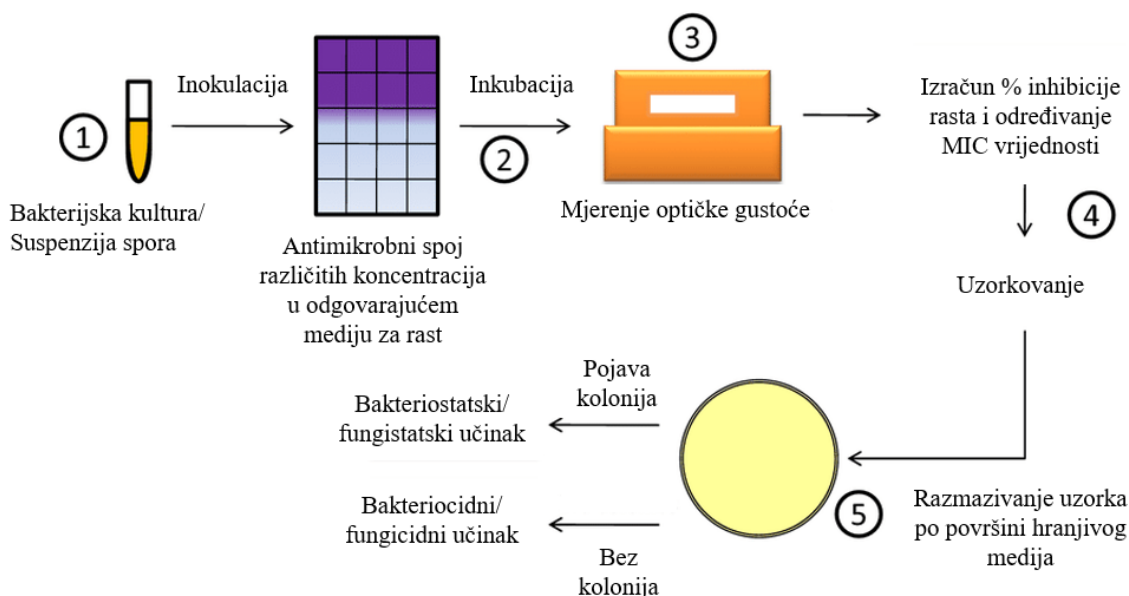 1
Inokulacija
Inkubacija
2
3
Izračun % inhibicije
rasta i određivanje
MIC vrijednosti
Bakterijska kultura/
Suspenzija spora
Antimikrobni spoj
različitih koncentracija
u odgovarajućem
mediju za rast
Mjerenje optičke gustoće
4
Uzorkovanje
5
Razmazivanje uzorka
po površini hranjivog
medija
Pojava
kolonija
Bakteriostatski/
fungistatski učinak
Bakteriocidni/
fungicidni učinak
Bez
kolonija